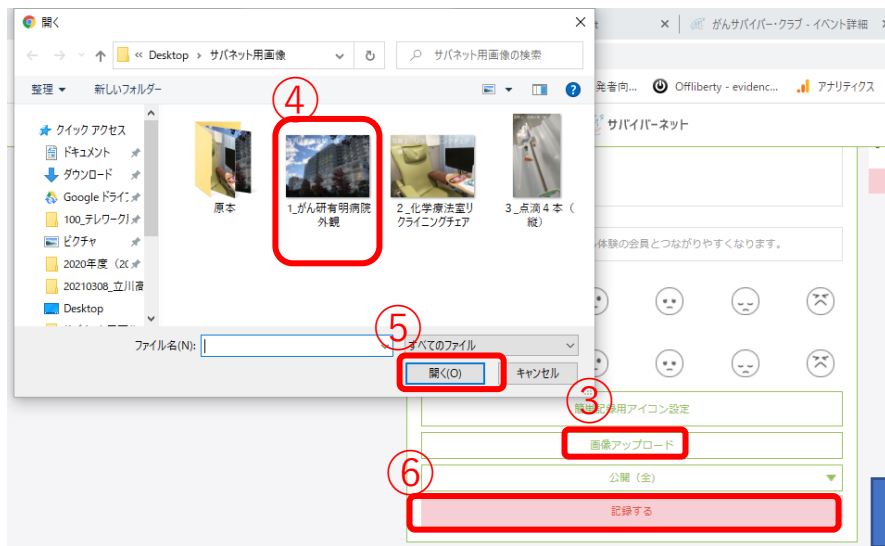 開く
がんサバイバー・クラブ - イベント詳細
« Desktop › サバネット用画像
サバネット用画像の検索
整理
新しいフォルダー
発者向...
Offliberty - evidenc...
アナリティクス
サバイバーネット
④
クイック アクセス
ドキュメント
ダウンロード
Google ドライ
100_テレワーク
ピクチャ
2020年度
20210308_立川
Desktop
原本
1_がん研有明病院
外観
2_化学療法室リ
クライニングチェア
3_点滴4本(
縦)
体験の会員とつながりやすくなります。
⑤
ファイル名(N):
すべてのファイル
開く(O)
キャンセル
③
簡単記録用アイコン設定
画像アップロード
⑥
公開(全)
記録する